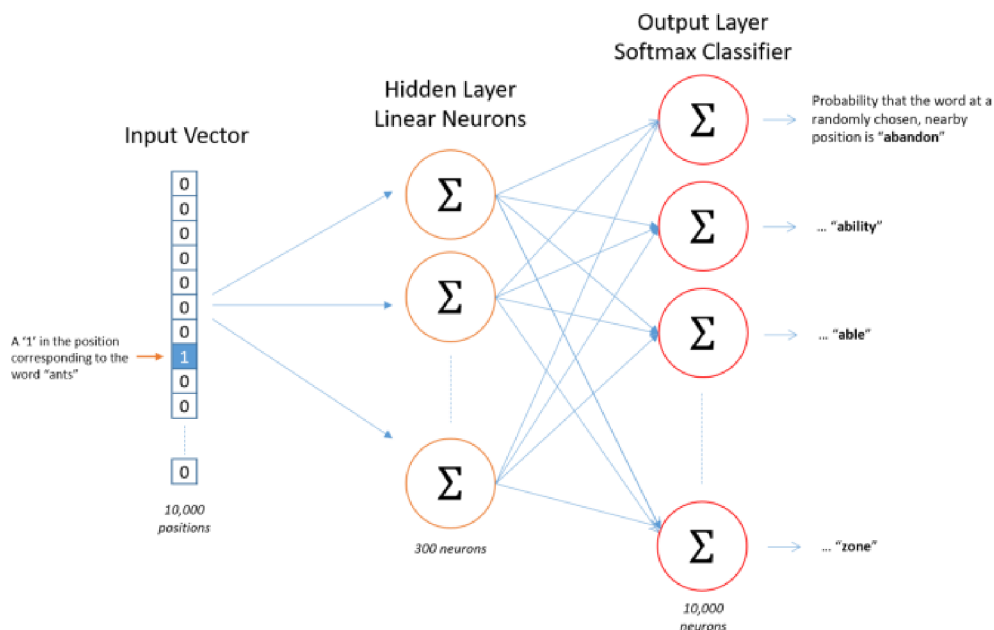 Output Layer
Softmax Classifier
Hidden Layer
Linear Neurons
Input Vector
0
0
0
0
0
0
0
1
0
0
0
A ‘1’ in the position
corresponding to the
word “ants”
10,000
positions
Σ
Σ
Σ
300 neurons
Σ
Σ
Σ
Σ
10,000
neurons
Probability that the word at a
randomly chosen, nearby
position is “abandon”
... “ability”
... “able”
... “zone”